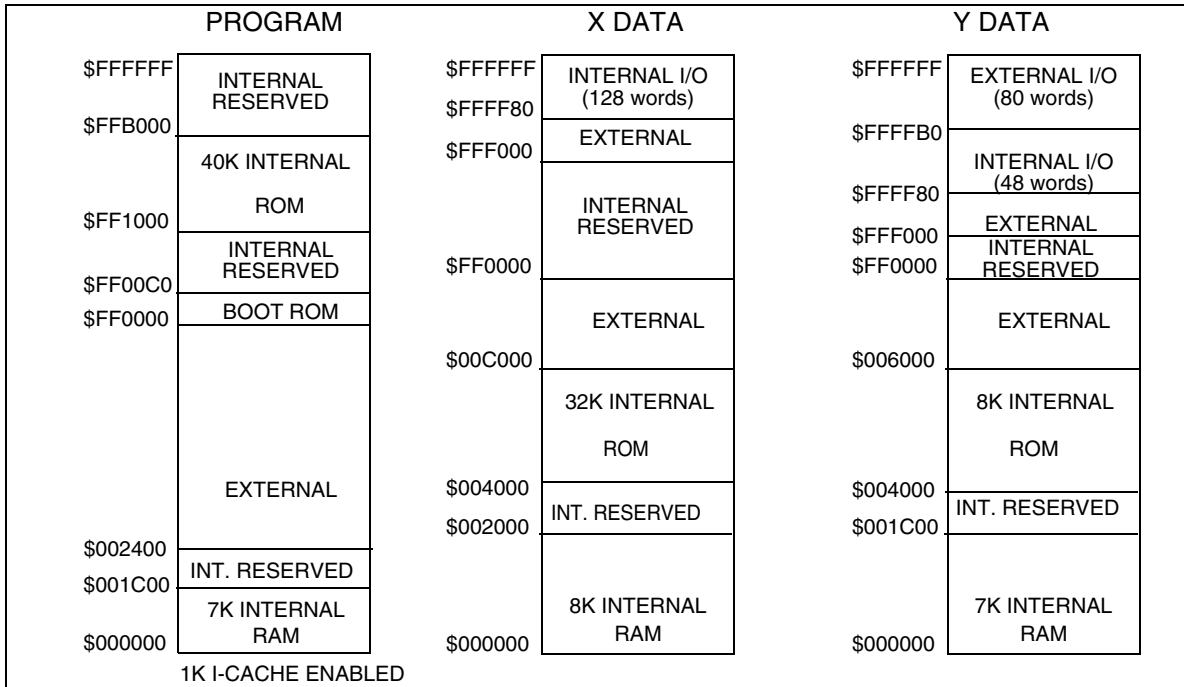 PROGRAM
$FFFFFF
INTERNAL
RESERVED
$FFB000
40K INTERNAL
ROM
$FF1000
INTERNAL
RESERVED
$FF00C0
BOOT ROM
$FF0000
EXTERNAL
$002400
INT. RESERVED
$001C00
7K INTERNAL
RAM
$000000
1K I-CACHE ENABLED
X DATA
$FFFFFF
INTERNAL I/O
(128 words)
$FFFF80
EXTERNAL
$FFF000
INTERNAL
RESERVED
$FF0000
EXTERNAL
$00C000
32K INTERNAL
ROM
$004000
INT. RESERVED
$002000
8K INTERNAL
RAM
$000000
Y DATA
$FFFFFF
EXTERNAL I/O
(80 words)
$FFFFB0
INTERNAL I/O
(48 words)
$FFFF80
EXTERNAL
$FFF000
INTERNAL
RESERVED
$FF0000
EXTERNAL
$006000
8K INTERNAL
ROM
$004000
INT. RESERVED
$001C00
7K INTERNAL
RAM
$000000